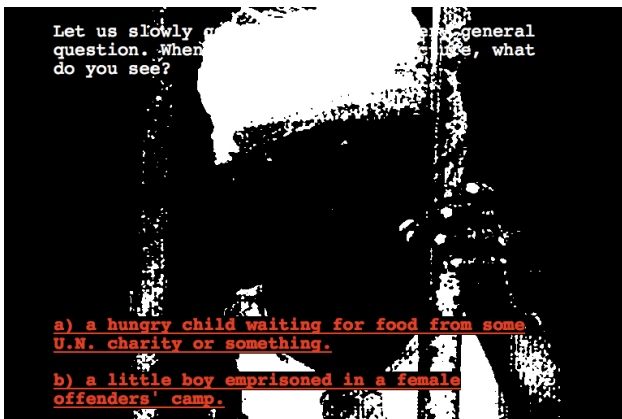 Let us slowly general
question. When what
do you see?
a) a hungry child waiting for food from some
U.N. charity or something.
b) a little boy emprisoned in a female
offenders' camp.